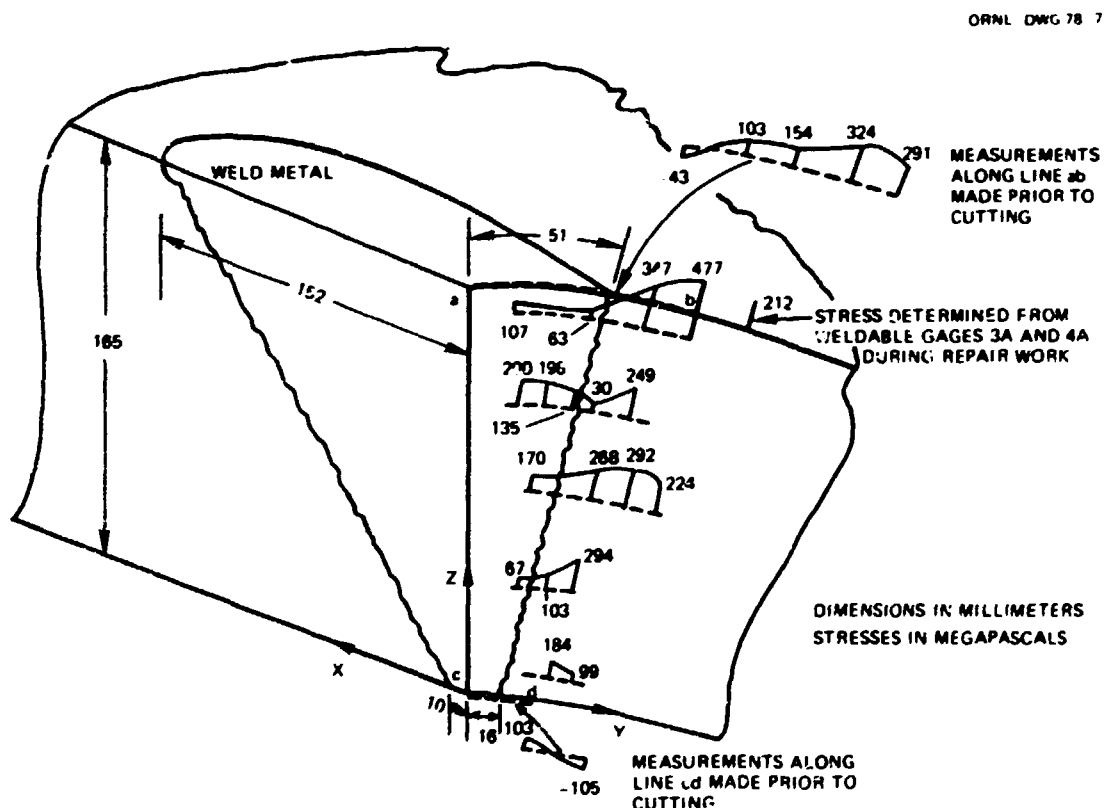 ORNL DWG 78 7
103 154 324
291
43
MEASUREMENTS
ALONG LINE ab
MADE PRIOR TO
CUTTING
WELD METAL
51
347 477
152
a
b
212
STRESS DETERMINED FROM
WELDABLE GAGES 3A AND 4A
DURING REPAIR WORK
107
63
165
196
30
249
135
170
268 292
224
294
67
Z
103
DIMENSIONS IN MILLIMETERS
STRESSES IN MEGAPASCALS
184
99
X
c
d
10
16
103
Y
-105
MEASUREMENTS ALONG
LINE cd MADE PRIOR TO
CUTTING